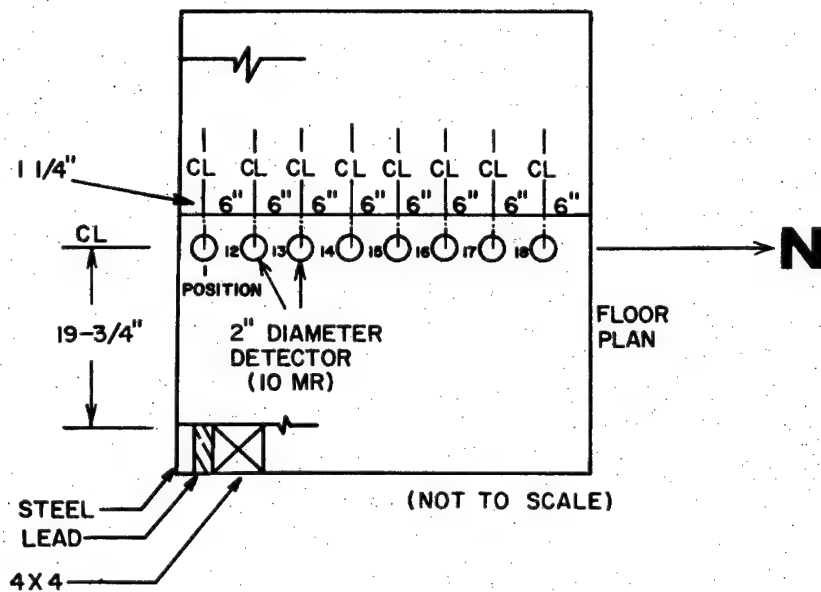 1 1/4"
CL CL CL CL CL CL CL CL
6" 6" 6" 6" 6" 6" 6" 6"
CL
12 13 14 15 16 17 18
N
POSITION
19-3/4"
2" DIAMETER
DETECTOR
(10 MR)
FLOOR
PLAN
(NOT TO SCALE)
STEEL
LEAD
4X4